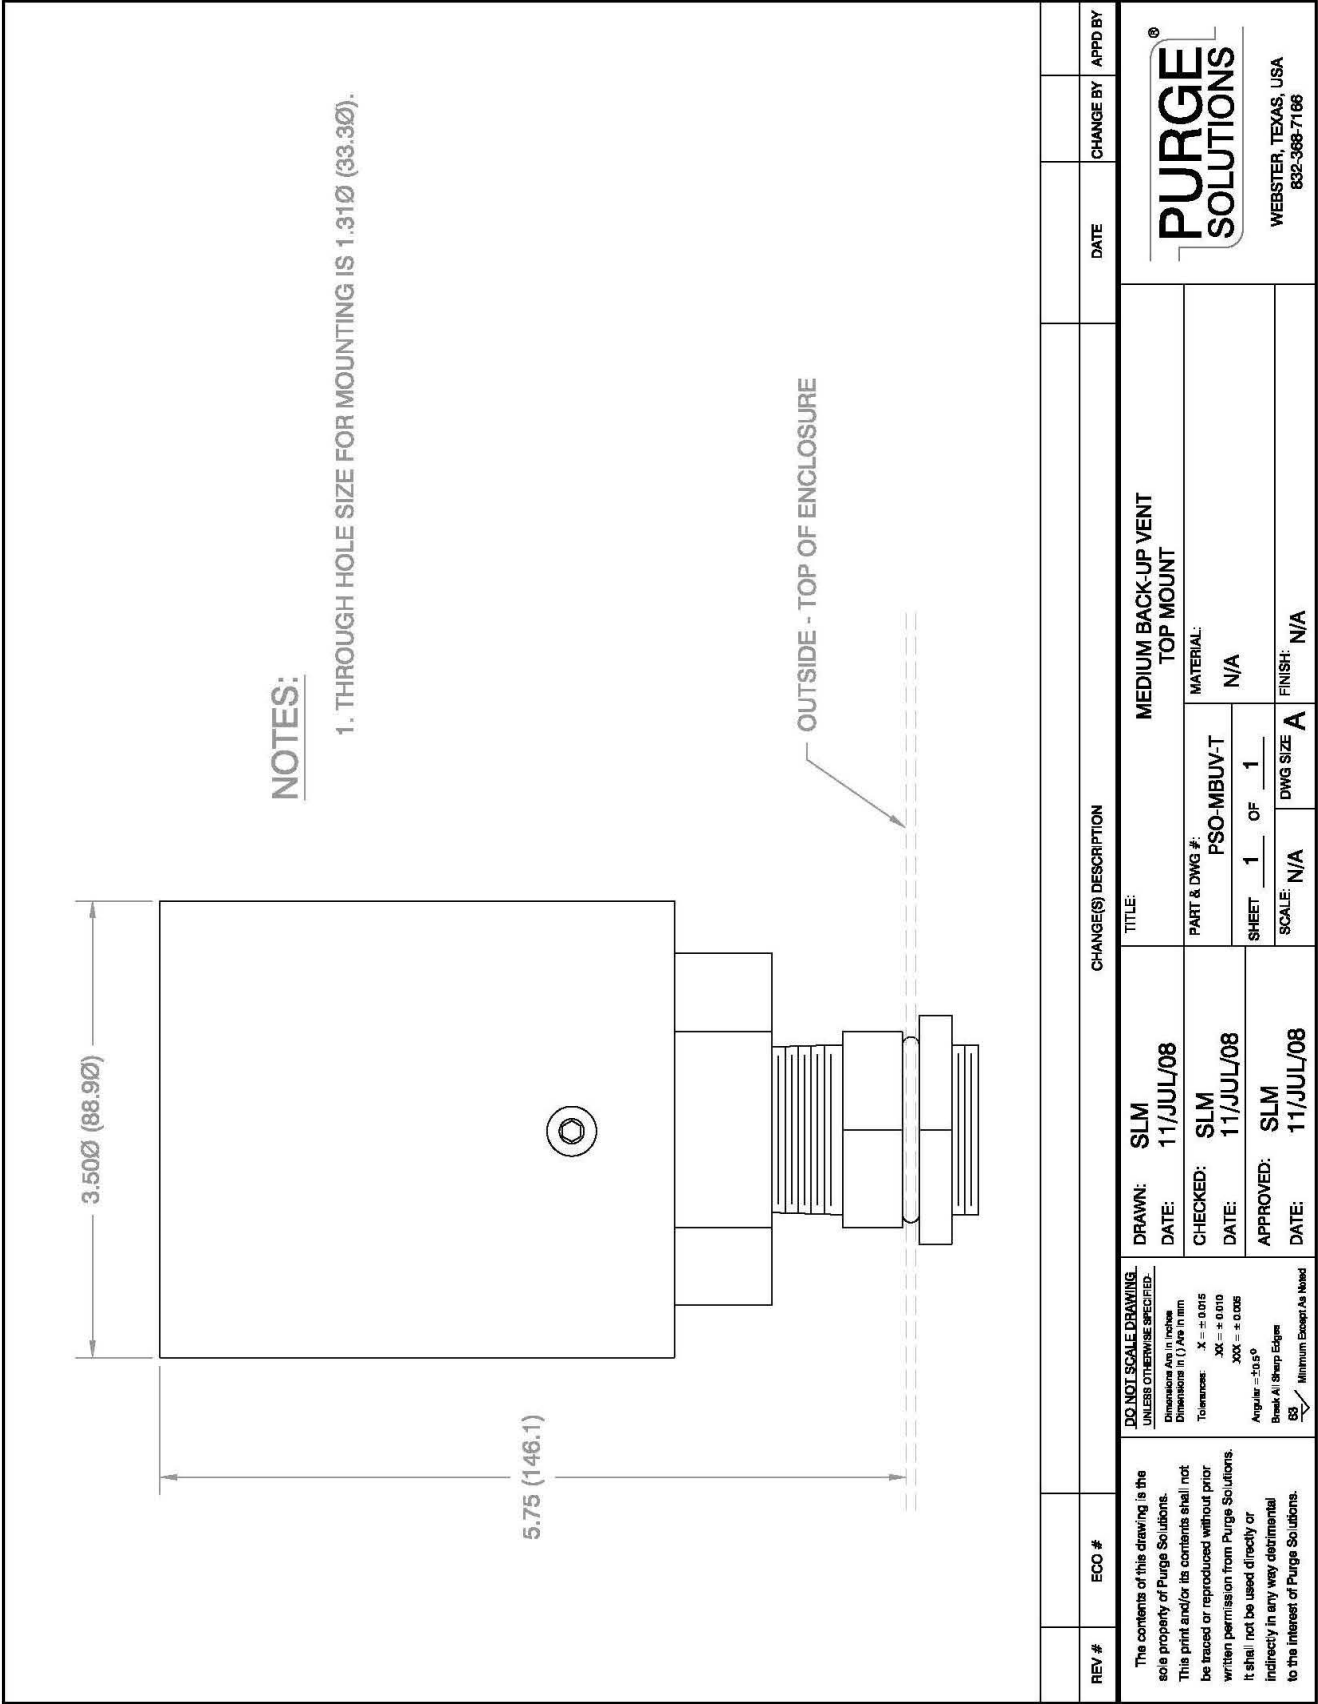 3.50Ø (88.9Ø)
5.75 (146.1)
NOTES:
1. THROUGH HOLE SIZE FOR MOUNTING IS 1.31Ø (33.3Ø).
OUTSIDE - TOP OF ENCLOSURE
REV #
ECO #
CHANGE(S) DESCRIPTION
DATE
CHANGE BY
APPD BY
The contents of this drawing is the
sole property of Purge Solutions.
This print and/or its contents shall not
be traced or reproduced without prior
written permission from Purge Solutions.
It shall not be used directly or
indirectly in any way detrimental
to the interest of Purge Solutions.
DO NOT SCALE DRAWING
UNLESS OTHERWISE SPECIFIED-
Dimensions Are In Inches
Dimensions In ( ) Are In mm
Tolerances: .X = ± 0.015
.XX = ± 0.010
.XXX = ± 0.005
Angular = ±0.5°
Break All Sharp Edges
63 Minimum Except As Noted
DRAWN: SLM
DATE: 11/JUL/08
CHECKED: SLM
DATE: 11/JUL/08
APPROVED: SLM
DATE: 11/JUL/08
TITLE:
MEDIUM BACK-UP VENT
TOP MOUNT
PART & DWG #:
PSO-MBUV-T
MATERIAL:
N/A
SHEET 1 OF 1
SCALE: N/A
DWG SIZE A
FINISH: N/A
PURGE®
SOLUTIONS
WEBSTER, TEXAS, USA
832-368-7166